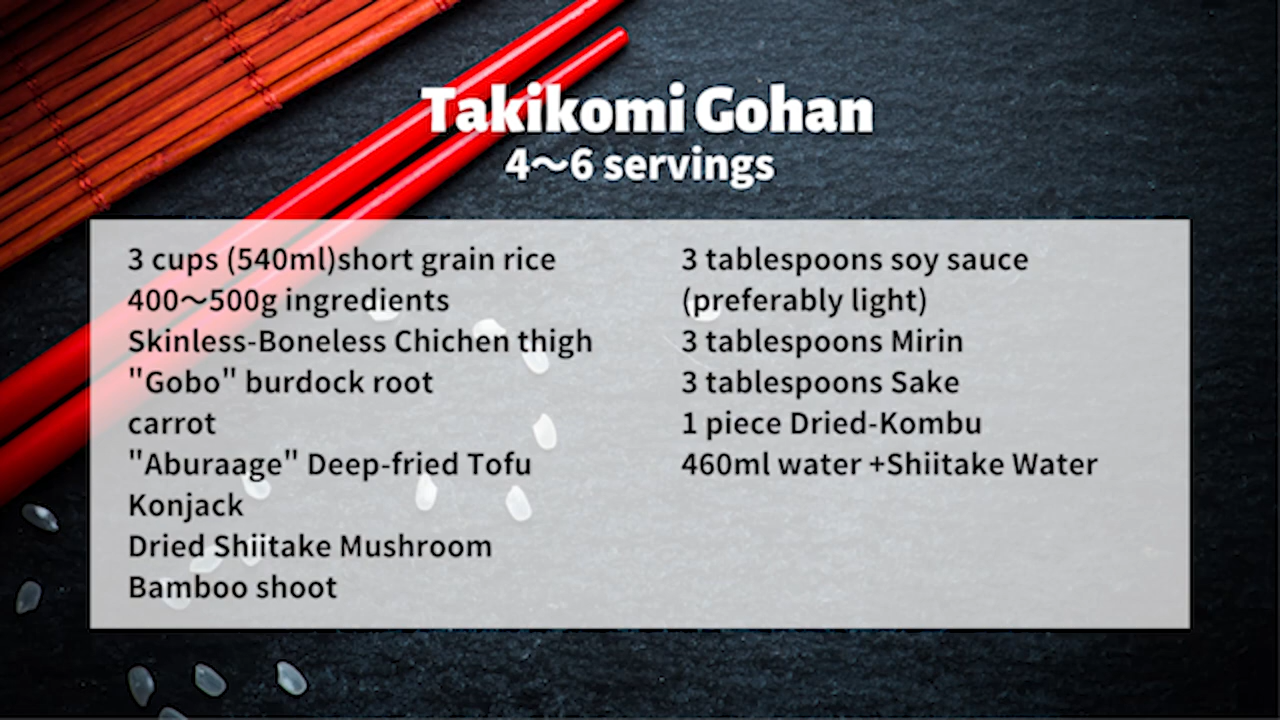 Takikomi Gohan
4〜6 servings
3 cups (540ml)short grain rice
400〜500g ingredients
Skinless-Boneless Chichen thigh
"Gobo" burdock root
carrot
"Aburaage" Deep-fried Tofu
Konjack
Dried Shiitake Mushroom
Bamboo shoot
3 tablespoons soy sauce
(preferably light)
3 tablespoons Mirin
3 tablespoons Sake
1 piece Dried-Kombu
460ml water +Shiitake Water